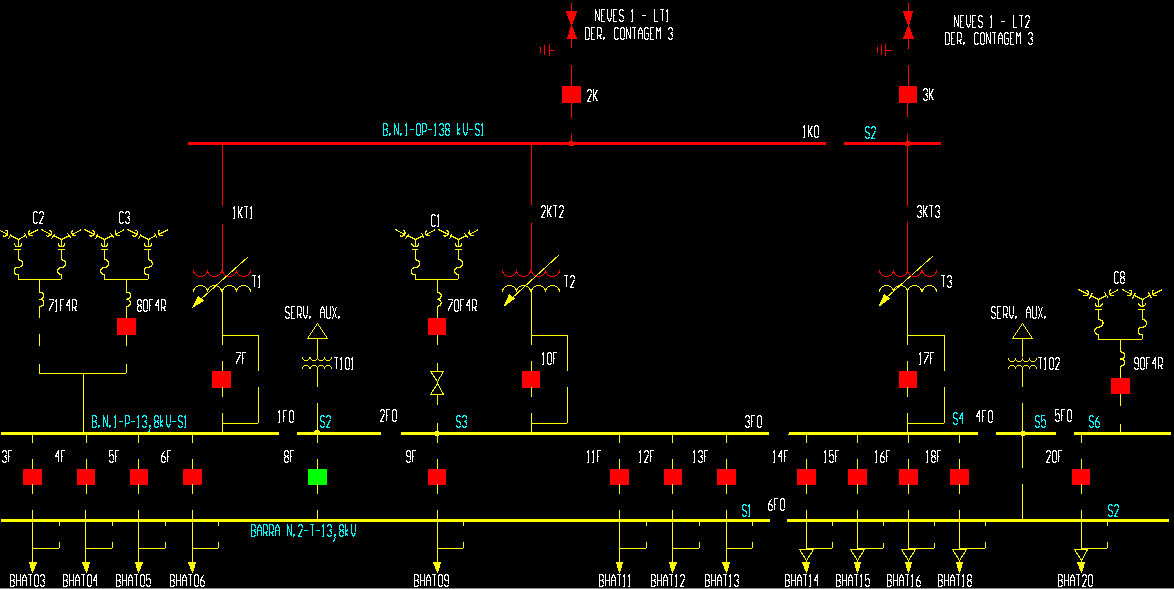 NEVES 1 - LT1
DER. CONTAGEM 3
NEVES 1 - LT2
DER. CONTAGEM 3
2K
3K
B.N.1-OP-138 kV-S1
1KO
S2
1KT1
2KT2
3KT3
C2
C3
C1
C8
T1
T2
T3
71F4R
80F4R
70F4R
90F4R
SERV. AUX.
SERV. AUX.
T101
T102
7F
10F
17F
B.N.1-P-13,8kV-S1
1FO
S2
2FO
S3
3FO
S4
4FO
S5
5FO
S6
3F
4F
5F
6F
8F
9F
11F
12F
13F
14F
15F
16F
18F
20F
BARRA N.2-T-13,8kV
S1
6FO
S2
BHAT03
BHAT04
BHAT05
BHAT06
BHAT09
BHAT11
BHAT12
BHAT13
BHAT14
BHAT15
BHAT16
BHAT18
BHAT20